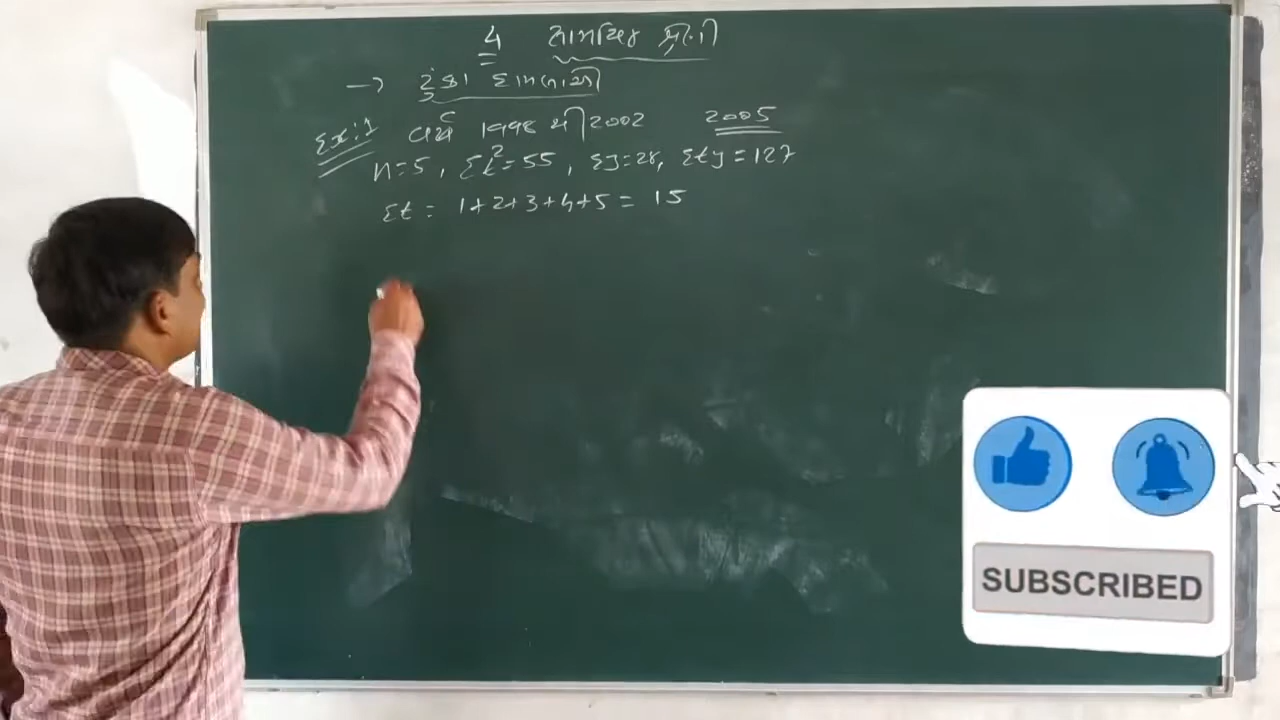 4 સામયિક શ્રેણી
→ ટૂંકા દાખલાઓ
Ex:1 વર્ષ 1998 થી 2002 2005
n=5, Σt²=55, Σy=28, Σty=127
Σt = 1+2+3+4+5 = 15
SUBSCRIBED